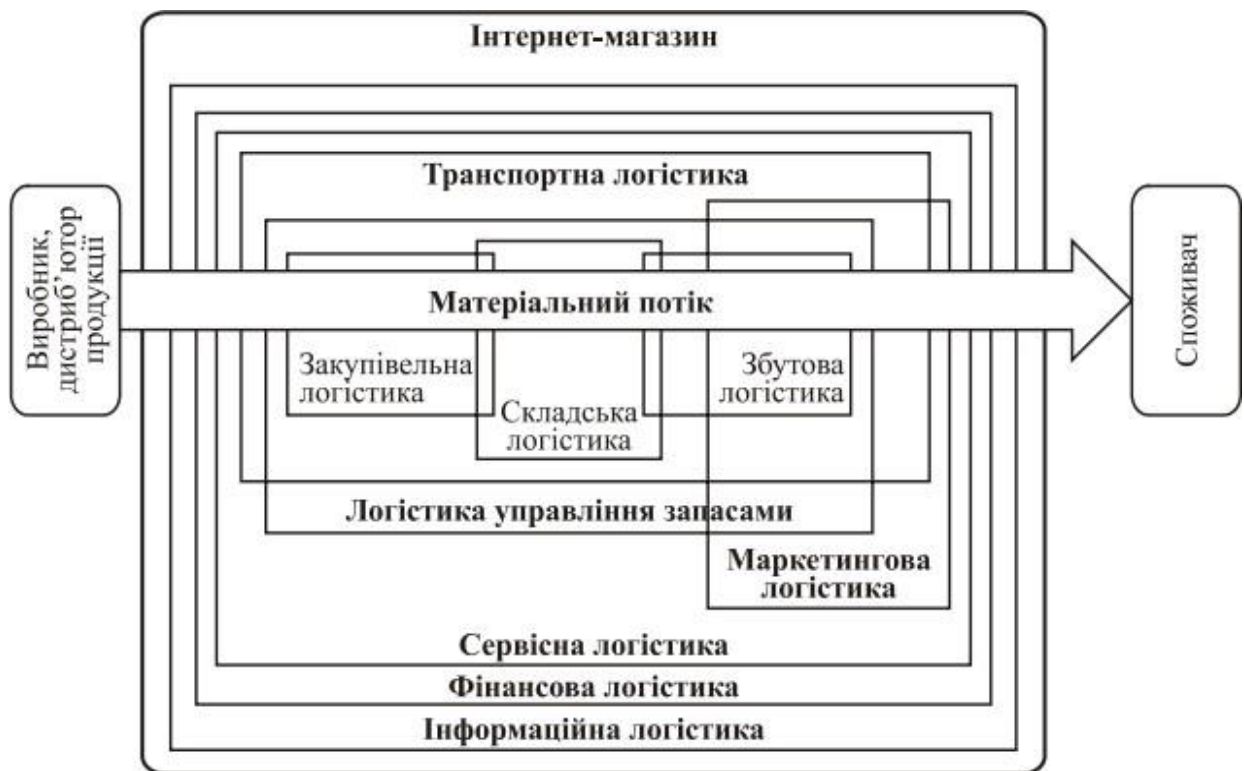 Інтернет-магазин
Транспортна логістика
Виробник,
дистриб’ютор
продукції
Матеріальний потік
Споживач
Закупівельна
логістика
Складська
логістика
Збутова
логістика
Логістика управління запасами
Маркетингова
логістика
Сервісна логістика
Фінансова логістика
Інформаційна логістика